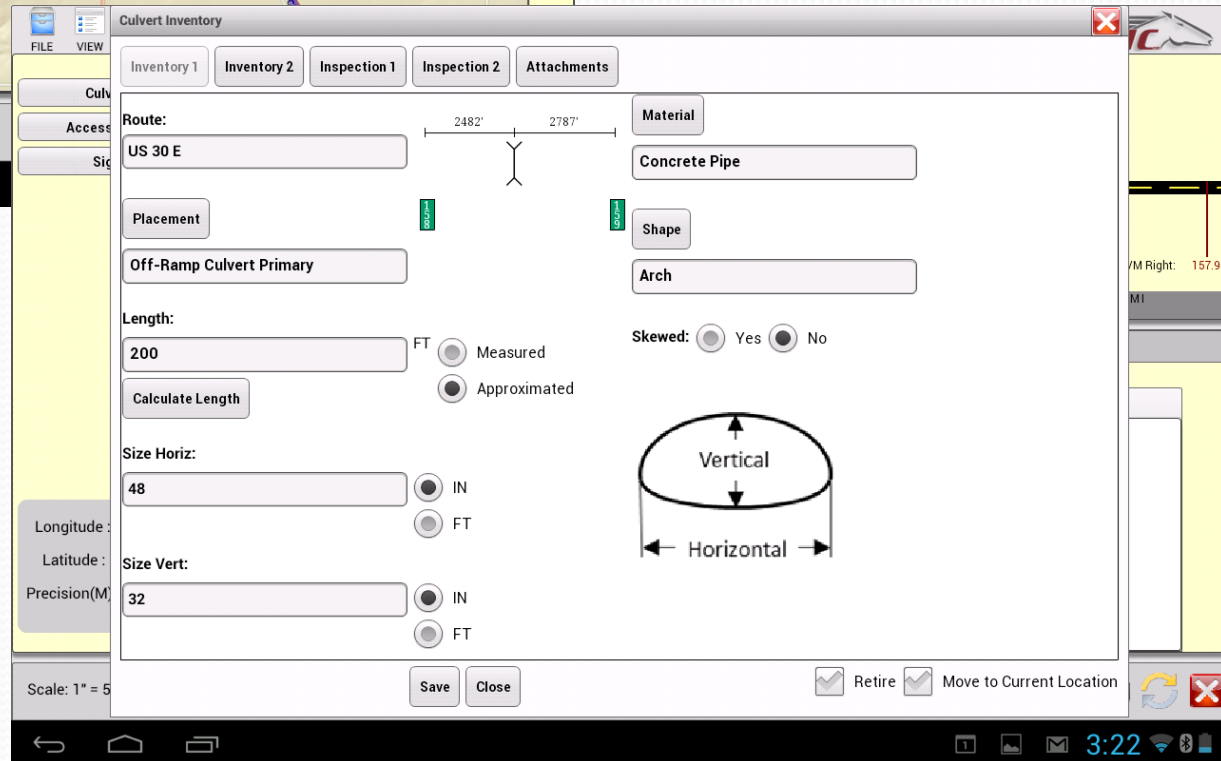 Culvert Inventory
FILE VIEW
Inventory 1 Inventory 2 Inspection 1 Inspection 2 Attachments
Route:
US 30 E
2482' 2787'
158 159
Material
Concrete Pipe
Placement
Off-Ramp Culvert Primary
Shape
Arch
Length:
200 FT
Measured
Approximated
Calculate Length
Skewed: Yes No
Size Horiz:
48
IN
FT
Size Vert:
32
IN
FT
Vertical
Horizontal
Save Close
Retire Move to Current Location
Longitude :
Latitude :
Precision(M)
Scale: 1" = 5
/M Right: 157.9
MI
1 3:22